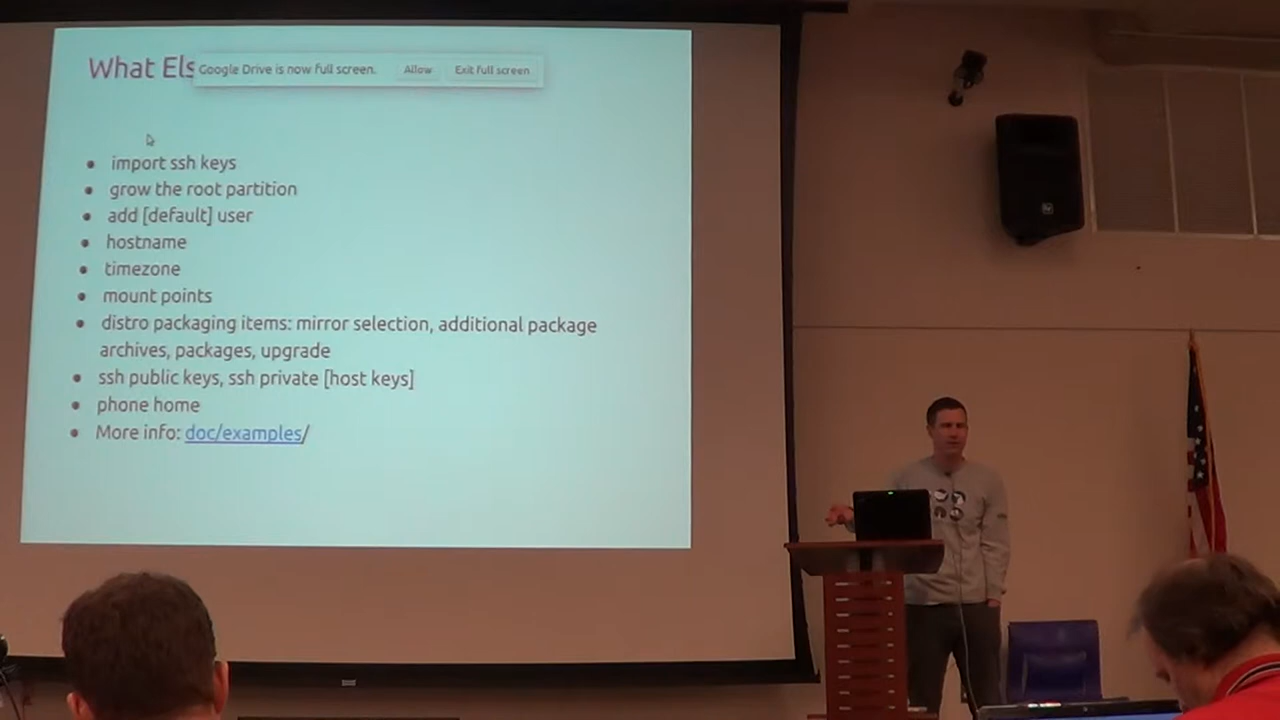 What Els
Google Drive is now full screen. Allow Exit full screen
import ssh keys
grow the root partition
add [default] user
hostname
timezone
mount points
distro packaging items: mirror selection, additional package
archives, packages, upgrade
ssh public keys, ssh private [host keys]
phone home
More info: doc/examples/